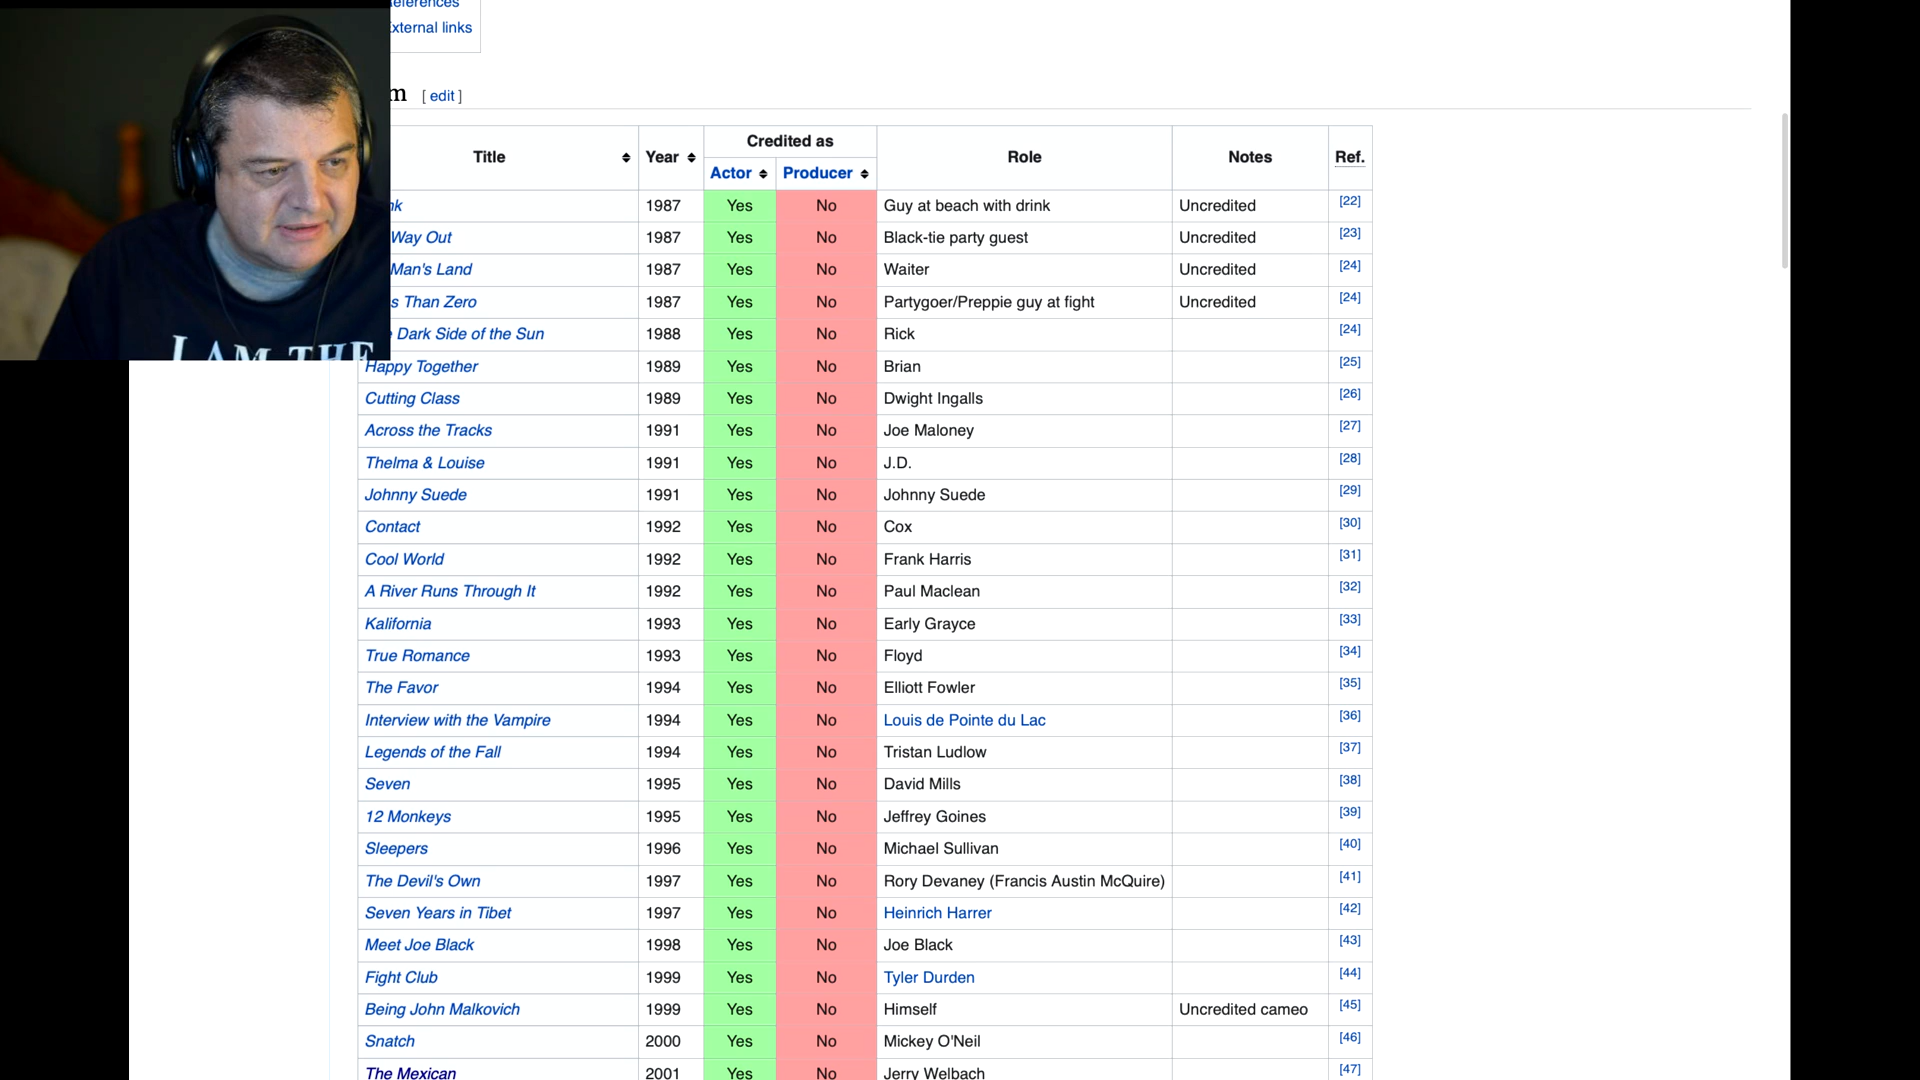 eferences
xternal links
m [ edit ]
Title Year Credited as Role Notes Ref.
Actor Producer
nk 1987 Yes No Guy at beach with drink Uncredited [22]
Way Out 1987 Yes No Black-tie party guest Uncredited [23]
Man's Land 1987 Yes No Waiter Uncredited [24]
s Than Zero 1987 Yes No Partygoer/Preppie guy at fight Uncredited [24]
e Dark Side of the Sun 1988 Yes No Rick [24]
Happy Together 1989 Yes No Brian [25]
Cutting Class 1989 Yes No Dwight Ingalls [26]
Across the Tracks 1991 Yes No Joe Maloney [27]
Thelma & Louise 1991 Yes No J.D. [28]
Johnny Suede 1991 Yes No Johnny Suede [29]
Contact 1992 Yes No Cox [30]
Cool World 1992 Yes No Frank Harris [31]
A River Runs Through It 1992 Yes No Paul Maclean [32]
Kalifornia 1993 Yes No Early Grayce [33]
True Romance 1993 Yes No Floyd [34]
The Favor 1994 Yes No Elliott Fowler [35]
Interview with the Vampire 1994 Yes No Louis de Pointe du Lac [36]
Legends of the Fall 1994 Yes No Tristan Ludlow [37]
Seven 1995 Yes No David Mills [38]
12 Monkeys 1995 Yes No Jeffrey Goines [39]
Sleepers 1996 Yes No Michael Sullivan [40]
The Devil's Own 1997 Yes No Rory Devaney (Francis Austin McQuire) [41]
Seven Years in Tibet 1997 Yes No Heinrich Harrer [42]
Meet Joe Black 1998 Yes No Joe Black [43]
Fight Club 1999 Yes No Tyler Durden [44]
Being John Malkovich 1999 Yes No Himself Uncredited cameo [45]
Snatch 2000 Yes No Mickey O'Neil [46]
The Mexican 2001 Yes No Jerry Welbach [47]
I AM THE